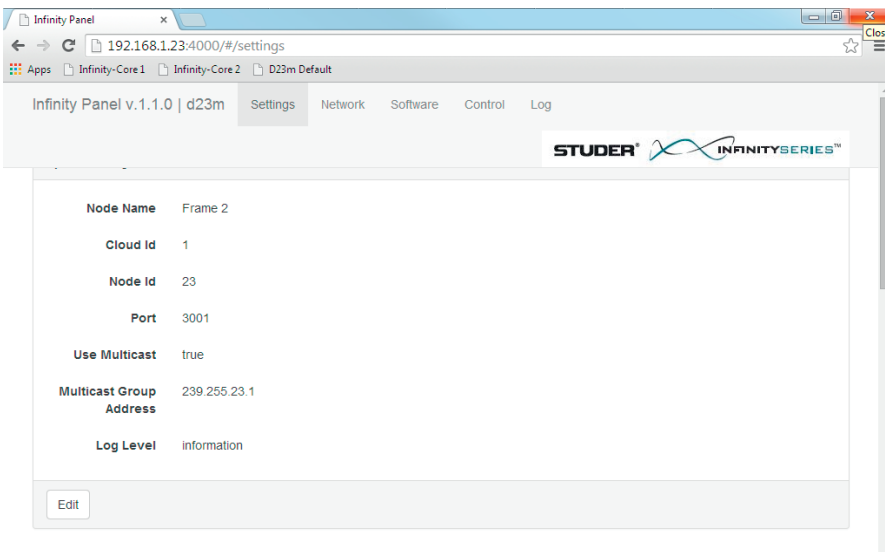 Infinity Panel
Clos
192.168.1.23:4000/#/settings
Apps Infinity-Core 1 Infinity-Core 2 D23m Default
Infinity Panel v.1.1.0 | d23m Settings Network Software Control Log
STUDER® INFINITYSERIES™
Node Name Frame 2
Cloud Id 1
Node Id 23
Port 3001
Use Multicast true
Multicast Group Address 239.255.23.1
Log Level information
Edit